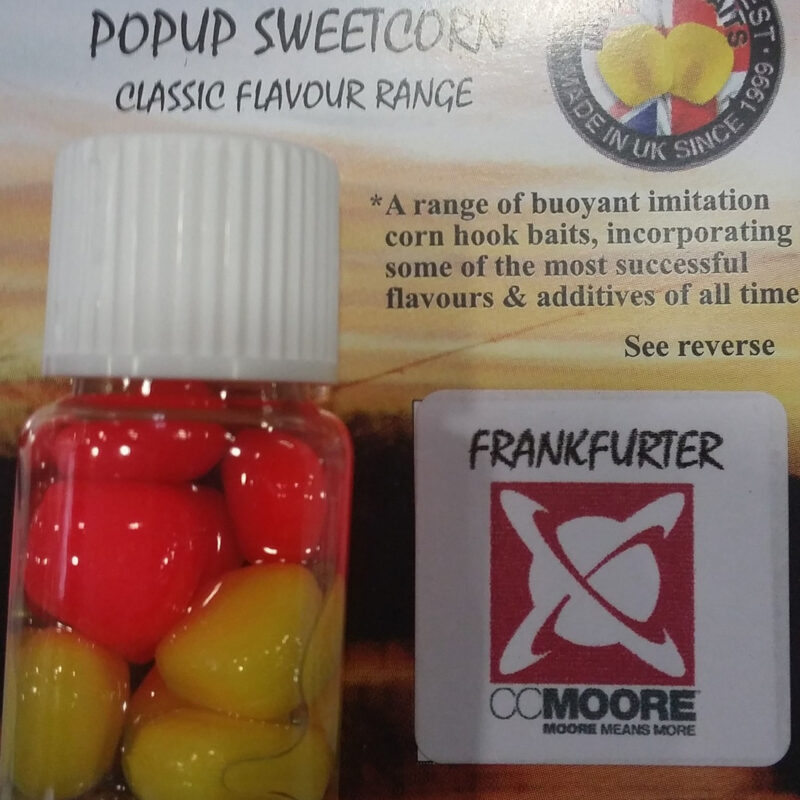 POPUP SWEETCORN
CLASSIC FLAVOUR RANGE
MADE IN UK SINCE 1999
*A range of buoyant imitation
corn hook baits, incorporating
some of the most successful
flavours & additives of all time
See reverse
FRANKFURTER
CCMOORE
MOORE MEANS MORE